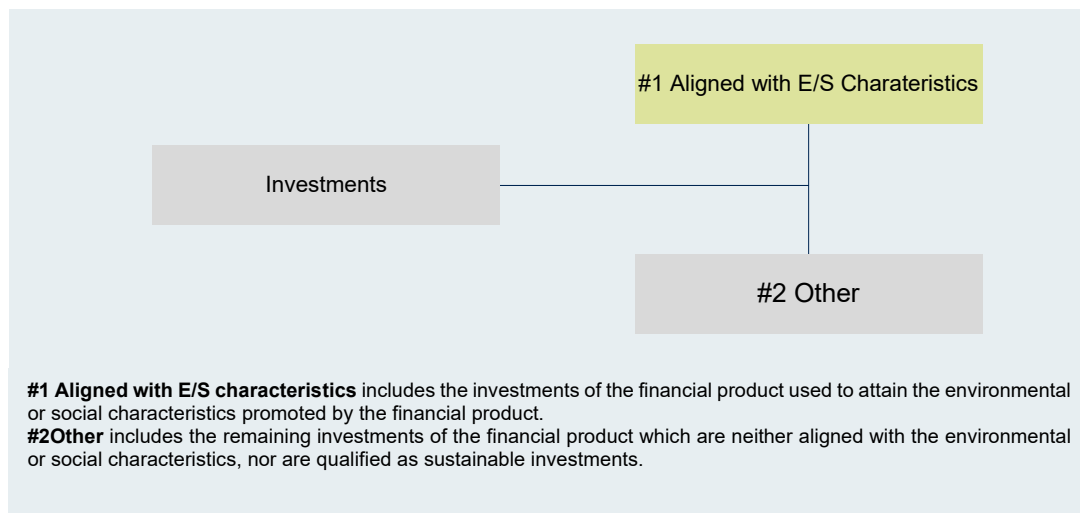 #1 Aligned with E/S Charateristics
Investments
#2 Other
#1 Aligned with E/S characteristics includes the investments of the financial product used to attain the environmental
or social characteristics promoted by the financial product.
#2Other includes the remaining investments of the financial product which are neither aligned with the environmental
or social characteristics, nor are qualified as sustainable investments.